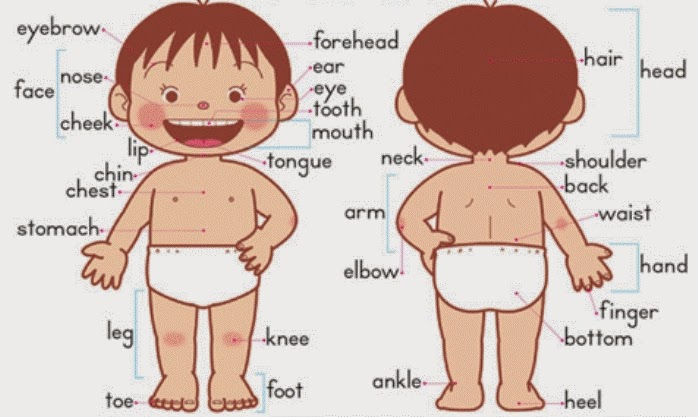 eyebrow
forehead
ear
nose
eye
face
tooth
cheek
mouth
lip
tongue
chin
chest
stomach
leg
knee
foot
toe
hair
head
neck
shoulder
back
arm
waist
elbow
hand
finger
bottom
ankle
heel